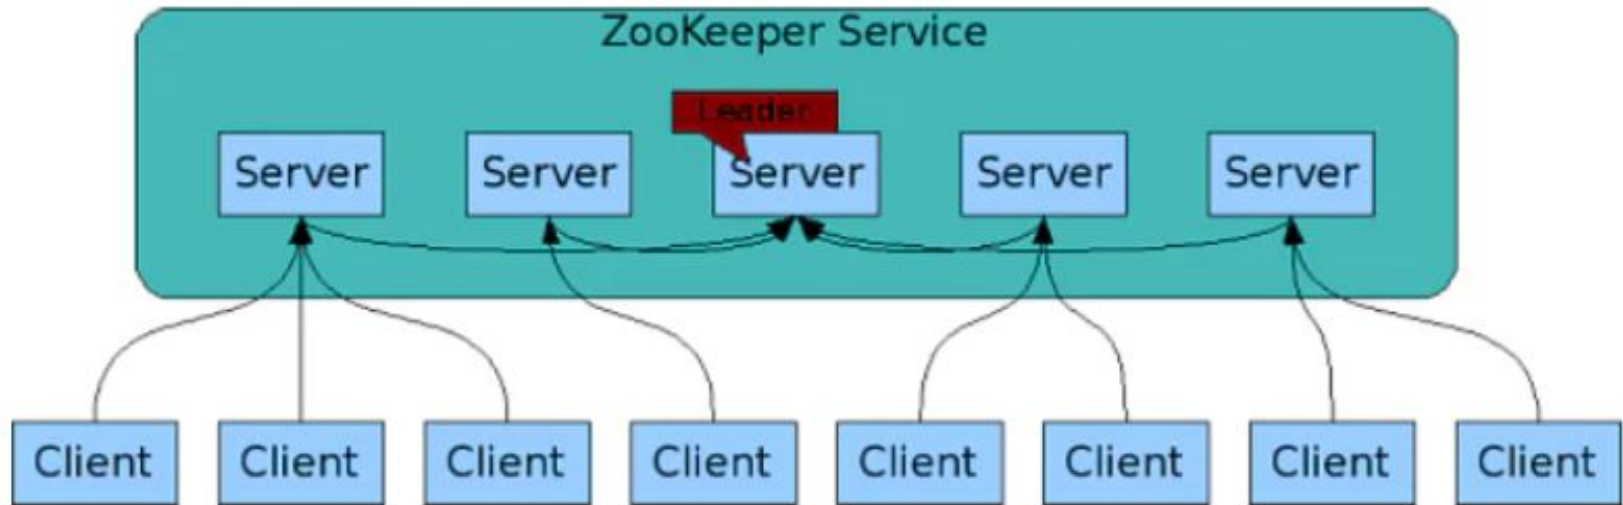 ZooKeeper Service
Leader
Server Server Server Server Server
Client Client Client Client Client Client Client Client